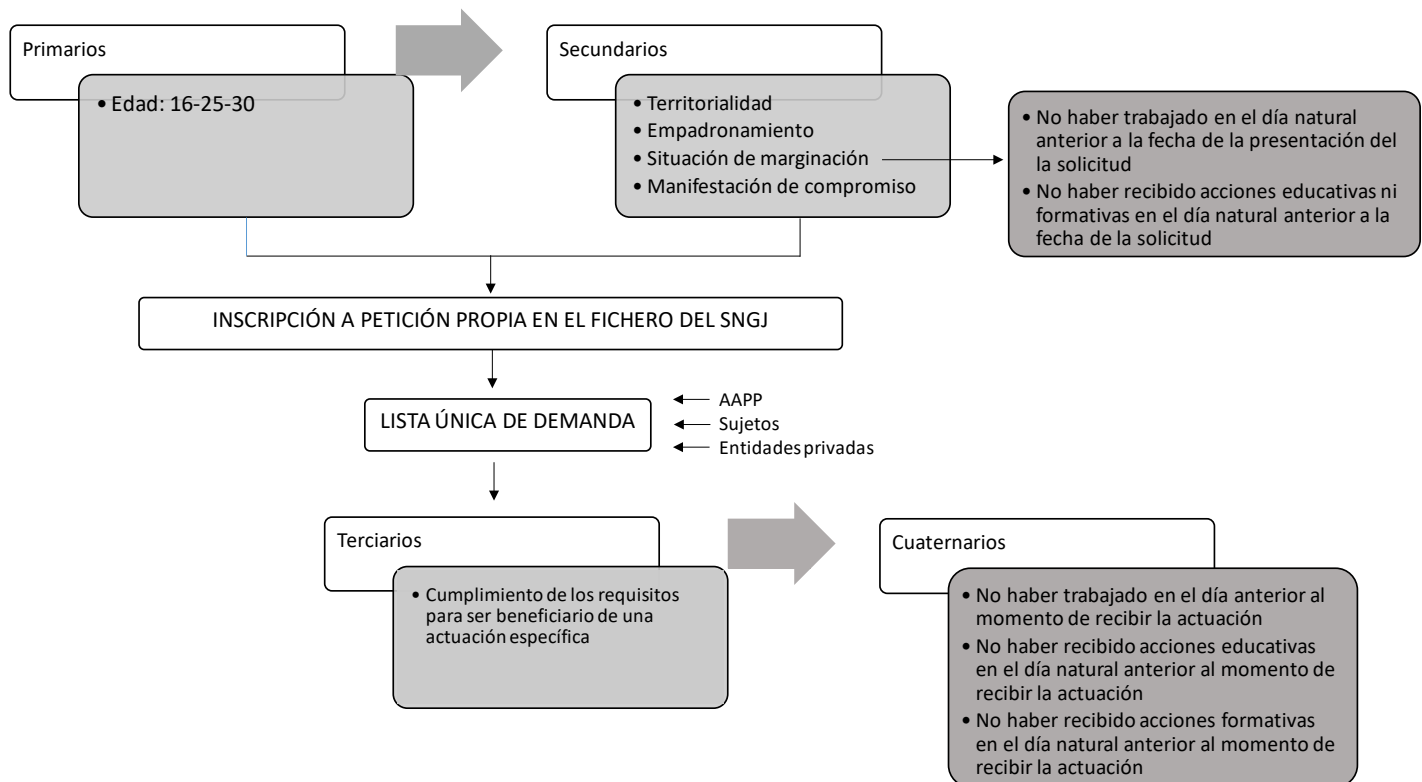 Primarios
• Edad: 16-25-30
Secundarios
• Territorialidad
• Empadronamiento
• Situación de marginación
• Manifestación de compromiso
• No haber trabajado en el día natural
anterior a la fecha de la presentación del
la solicitud
• No haber recibido acciones educativas ni
formativas en el día natural anterior a la
fecha de la solicitud
INSCRIPCIÓN A PETICIÓN PROPIA EN EL FICHERO DEL SNGJ
LISTA ÚNICA DE DEMANDA
AAPP
Sujetos
Entidades privadas
Terciarios
• Cumplimiento de los requisitos
para ser beneficiario de una
actuación específica
Cuaternarios
• No haber trabajado en el día anterior al
momento de recibir la actuación
• No haber recibido acciones educativas
en el día natural anterior al momento de
recibir la actuación
• No haber recibido acciones formativas
en el día natural anterior al momento de
recibir la actuación